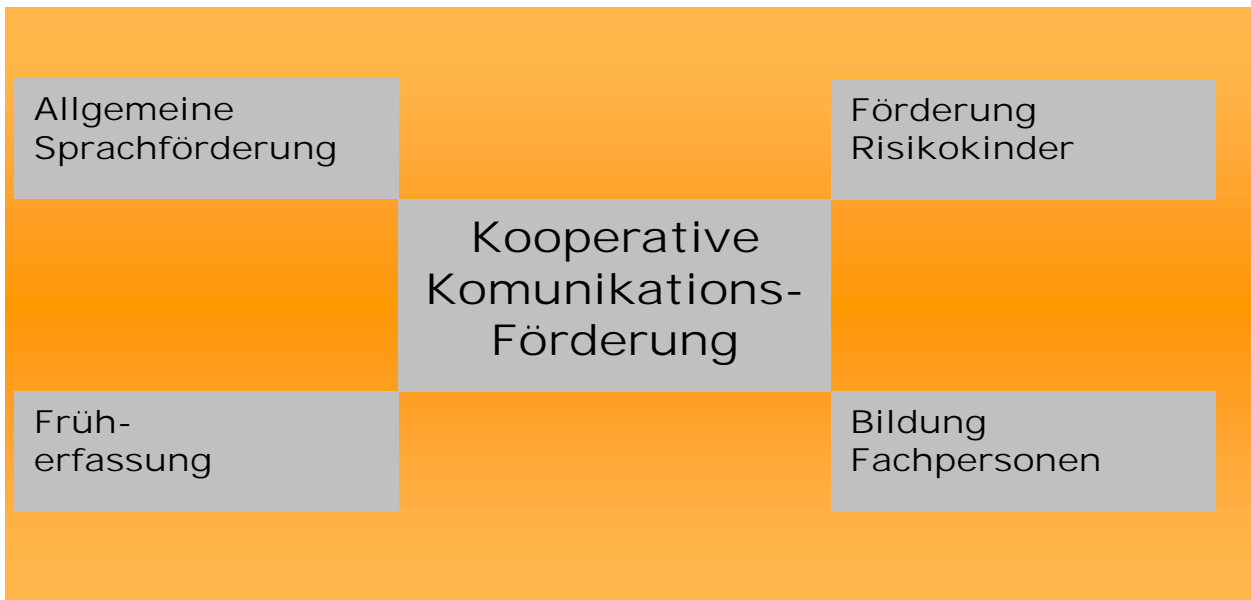 Allgemeine
Sprachförderung
Förderung
Risikokinder
Kooperative
Komunikations-
Förderung
Früh-
erfassung
Bildung
Fachpersonen